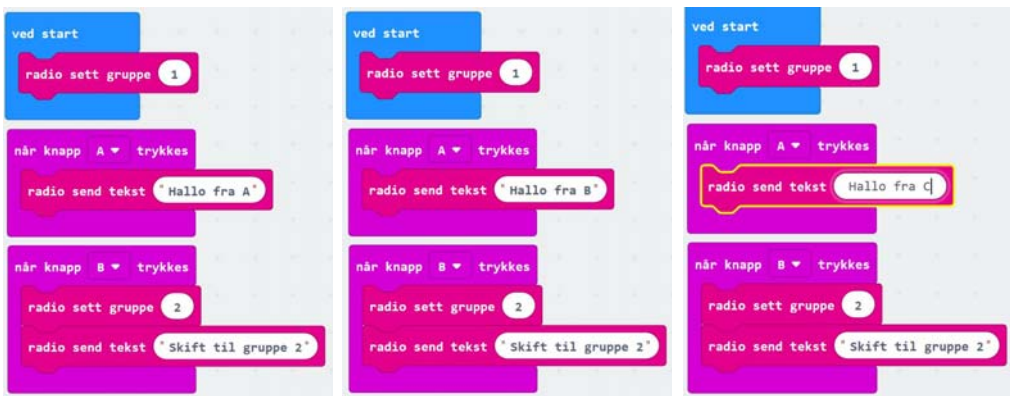 ved start
radio sett gruppe 1
når knapp A trykkes
radio send tekst "Hallo fra A"
når knapp B trykkes
radio sett gruppe 2
radio send tekst "Skift til gruppe 2"
ved start
radio sett gruppe 1
når knapp A trykkes
radio send tekst "Hallo fra B"
når knapp B trykkes
radio sett gruppe 2
radio send tekst "Skift til gruppe 2"
ved start
radio sett gruppe 1
når knapp A trykkes
radio send tekst Hallo fra C
når knapp B trykkes
radio sett gruppe 2
radio send tekst "Skift til gruppe 2"